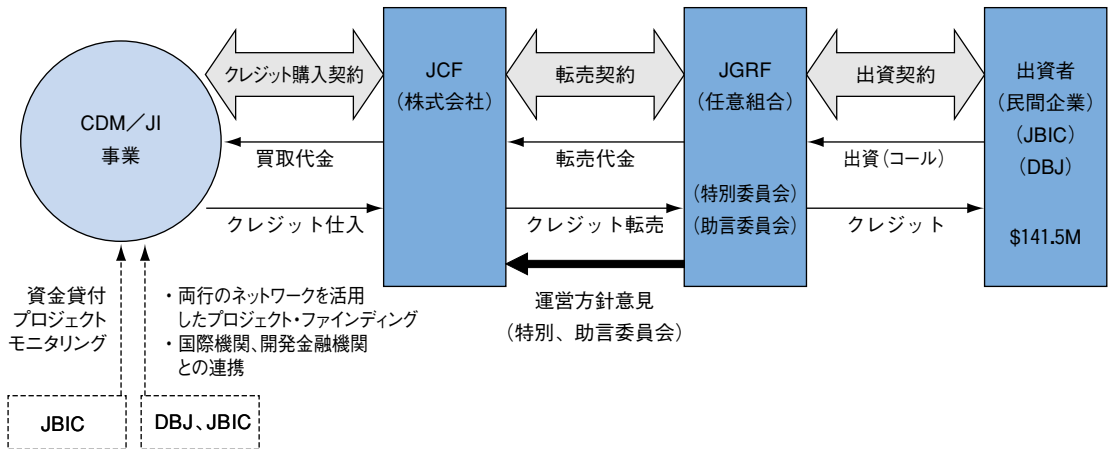 CDM／JI
事業
クレジット購入契約
買取代金
クレジット仕入
JCF
（株式会社）
転売契約
転売代金
クレジット転売
運営方針意見
（特別、助言委員会）
JGRF
（任意組合）
（特別委員会）
（助言委員会）
出資契約
出資（コール）
クレジット
出資者
（民間企業）
（JBIC）
（DBJ）
$141.5M
資金貸付
プロジェクト
モニタリング
・両行のネットワークを活用
したプロジェクト・ファインディング
・国際機関、開発金融機関
との連携
JBIC
DBJ、JBIC